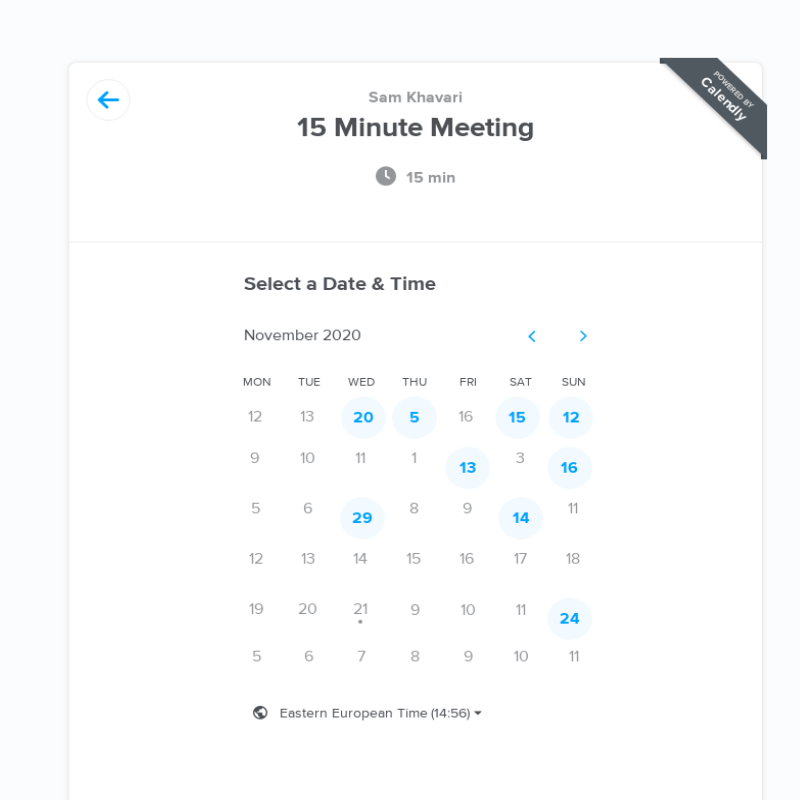 POWERED BY
Calendly
Sam Khavari
15 Minute Meeting
15 min
Select a Date & Time
November 2020
MON TUE WED THU FRI SAT SUN
12 13 20 5 16 15 12
9 10 11 1 13 3 16
5 6 29 8 9 14 11
12 13 14 15 16 17 18
19 20 21 9 10 11 24
5 6 7 8 9 10 11
Eastern European Time (14:56)